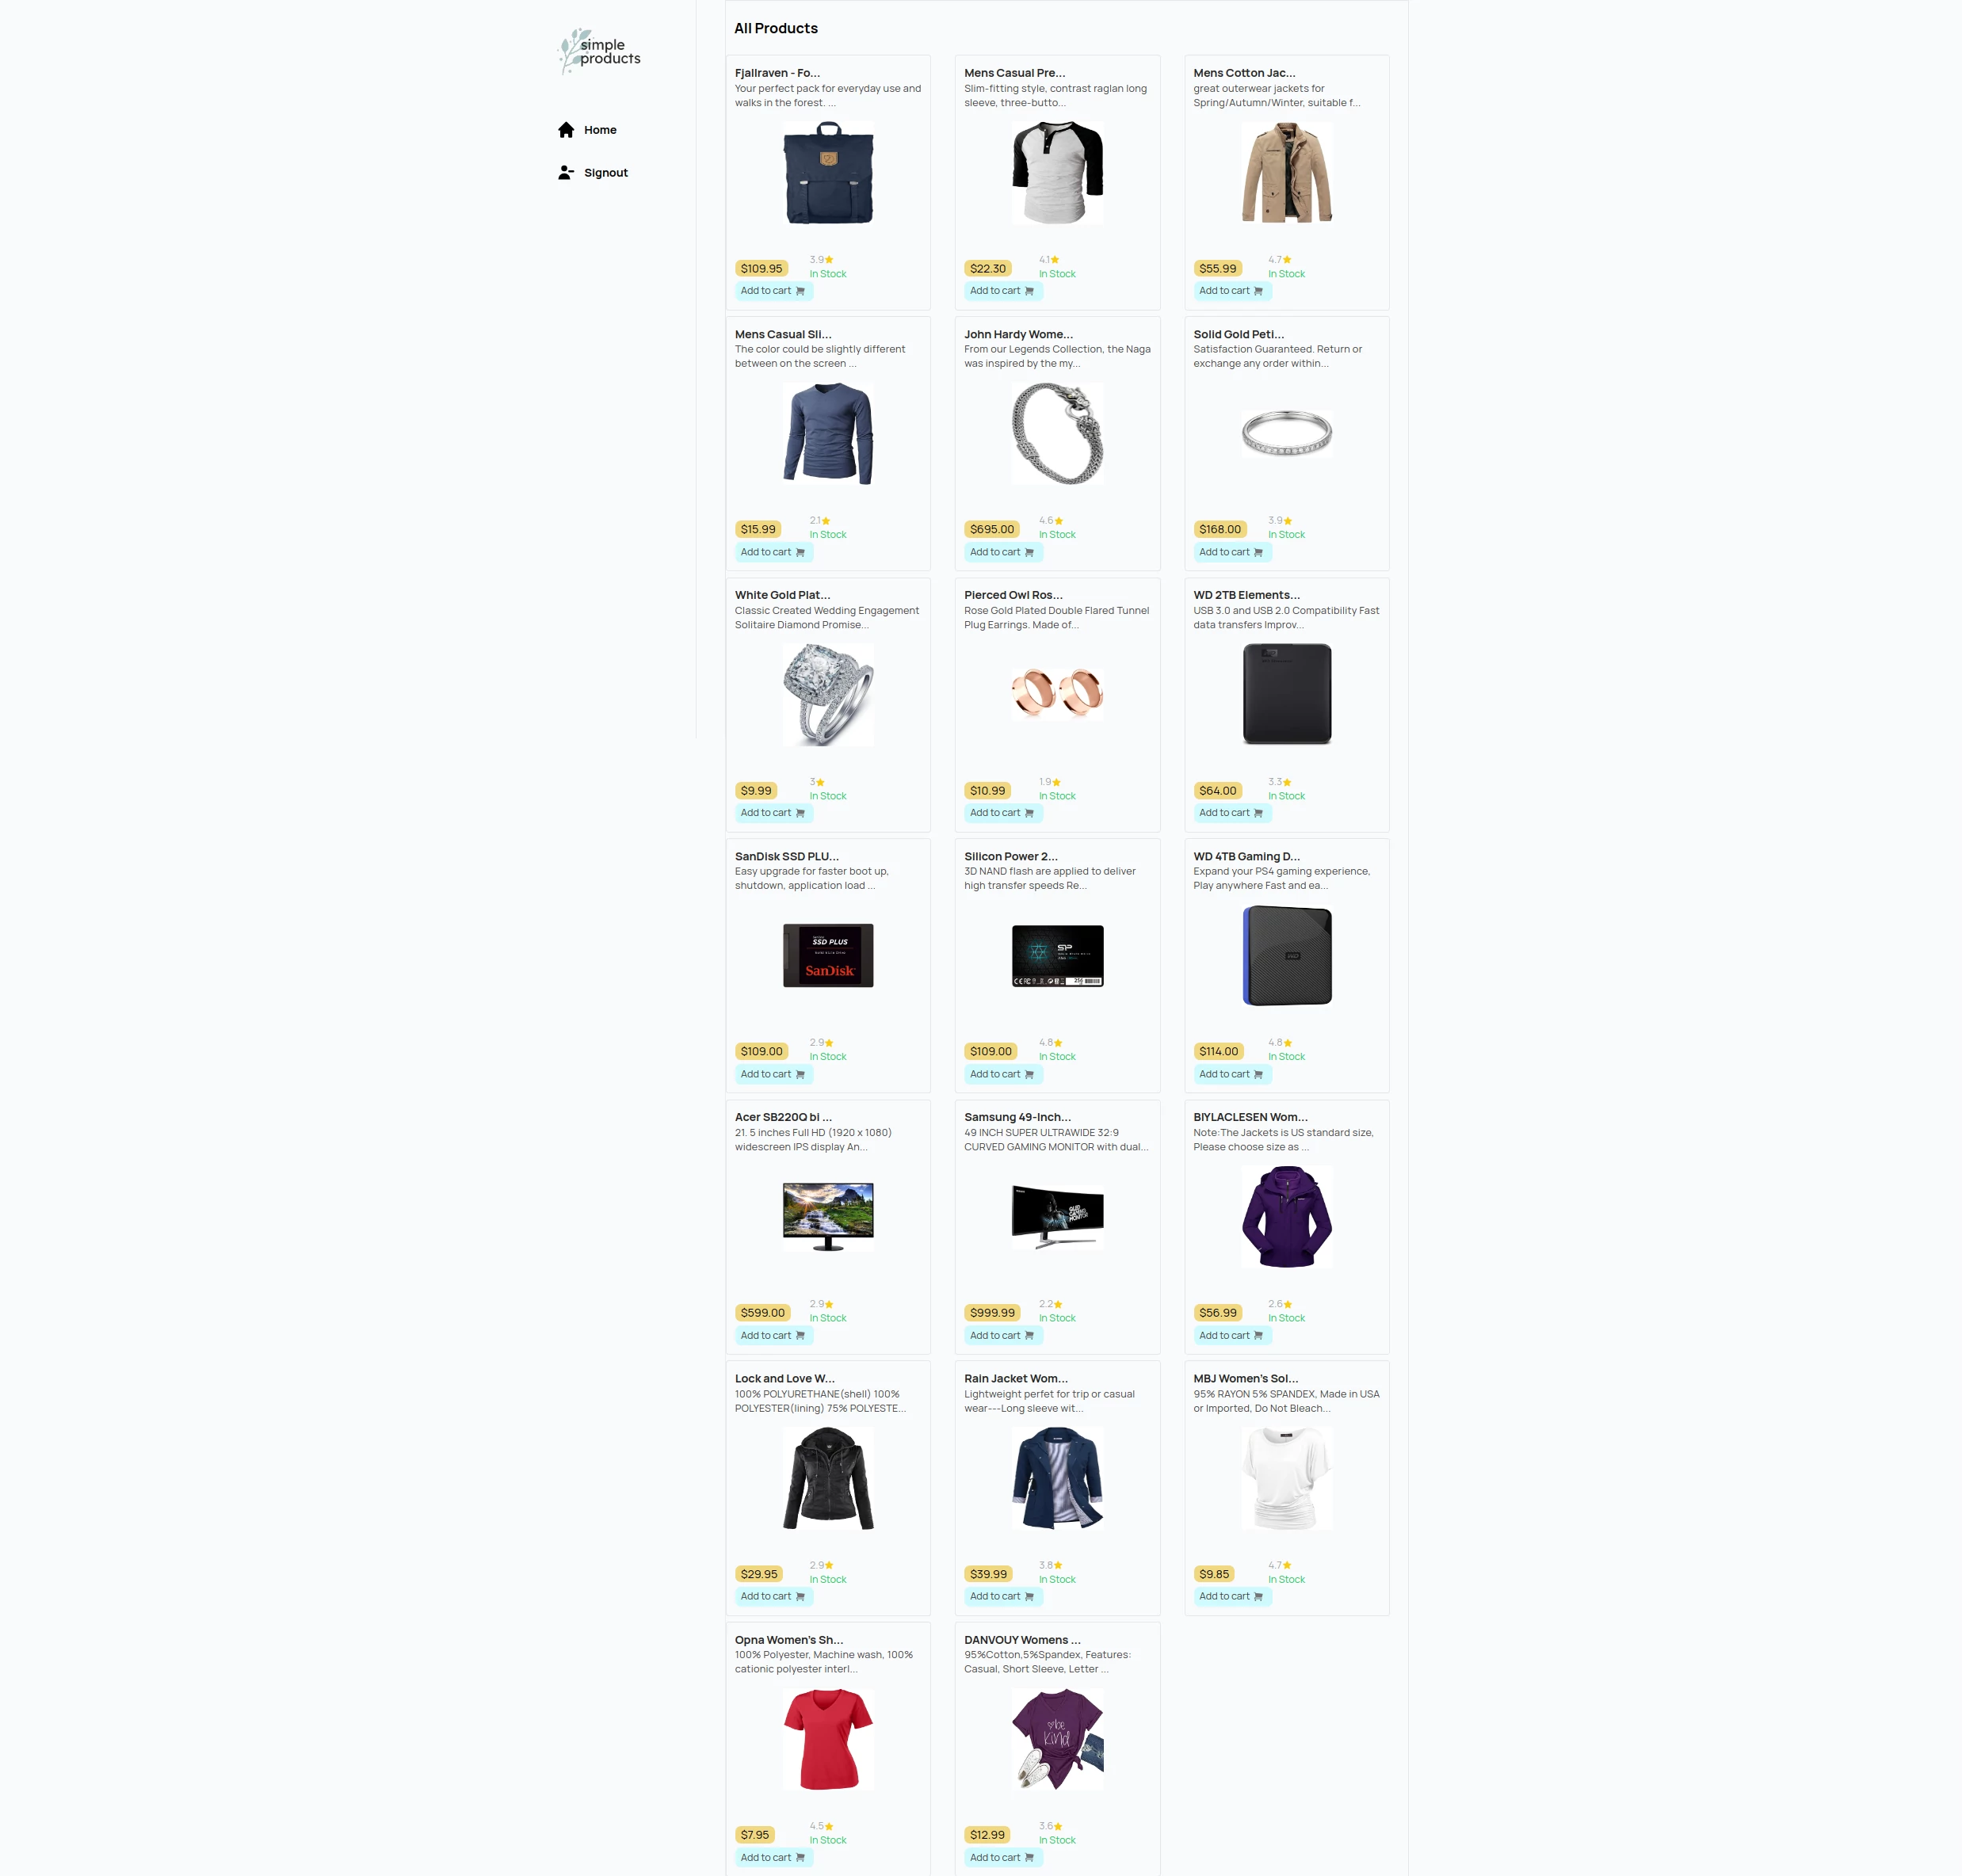 simple
products
Home
Signout
All Products
Fjallraven - Fo...
Your perfect pack for everyday use and
walks in the forest. ...
$109.95
3.9
In Stock
Add to cart
Mens Casual Pre...
Slim-fitting style, contrast raglan long
sleeve, three-butto...
$22.30
4.1
In Stock
Add to cart
Mens Cotton Jac...
great outerwear jackets for
Spring/Autumn/Winter, suitable f...
$55.99
4.7
In Stock
Add to cart
Mens Casual Sli...
The color could be slightly different
between on the screen ...
$15.99
2.1
In Stock
Add to cart
John Hardy Wome...
From our Legends Collection, the Naga
was inspired by the my...
$695.00
4.6
In Stock
Add to cart
Solid Gold Peti...
Satisfaction Guaranteed. Return or
exchange any order within...
$168.00
3.9
In Stock
Add to cart
White Gold Plat...
Classic Created Wedding Engagement
Solitaire Diamond Promise...
$9.99
3
In Stock
Add to cart
Pierced Owl Ros...
Rose Gold Plated Double Flared Tunnel
Plug Earrings. Made of...
$10.99
1.9
In Stock
Add to cart
WD 2TB Elements...
USB 3.0 and USB 2.0 Compatibility Fast
data transfers Improv...
$64.00
3.3
In Stock
Add to cart
SanDisk SSD PLU...
Easy upgrade for faster boot up,
shutdown, application load ...
SSD PLUS
SanDisk
$109.00
2.9
In Stock
Add to cart
Silicon Power 2...
3D NAND flash are applied to deliver
high transfer speeds Re...
SP
$109.00
4.8
In Stock
Add to cart
WD 4TB Gaming D...
Expand your PS4 gaming experience,
Play anywhere Fast and ea...
WD
$114.00
4.8
In Stock
Add to cart
Acer SB220Q bi ...
21. 5 inches Full HD (1920 x 1080)
widescreen IPS display An...
$599.00
2.9
In Stock
Add to cart
Samsung 49-Inch...
49 INCH SUPER ULTRAWIDE 32:9
CURVED GAMING MONITOR with dual...
QLED
GAMING
MONITOR
$999.99
2.2
In Stock
Add to cart
BIYLACLESEN Wom...
Note:The Jackets is US standard size,
Please choose size as ...
$56.99
2.6
In Stock
Add to cart
Lock and Love W...
100% POLYURETHANE(shell) 100%
POLYESTER(lining) 75% POLYESTE...
$29.95
2.9
In Stock
Add to cart
Rain Jacket Wom...
Lightweight perfet for trip or casual
wear---Long sleeve wit...
$39.99
3.8
In Stock
Add to cart
MBJ Women's Sol...
95% RAYON 5% SPANDEX, Made in USA
or Imported, Do Not Bleach...
$9.85
4.7
In Stock
Add to cart
Opna Women's Sh...
100% Polyester, Machine wash, 100%
cationic polyester interl...
$7.95
4.5
In Stock
Add to cart
DANVOUY Womens ...
95%Cotton,5%Spandex, Features:
Casual, Short Sleeve, Letter ...
be
kind
$12.99
3.6
In Stock
Add to cart